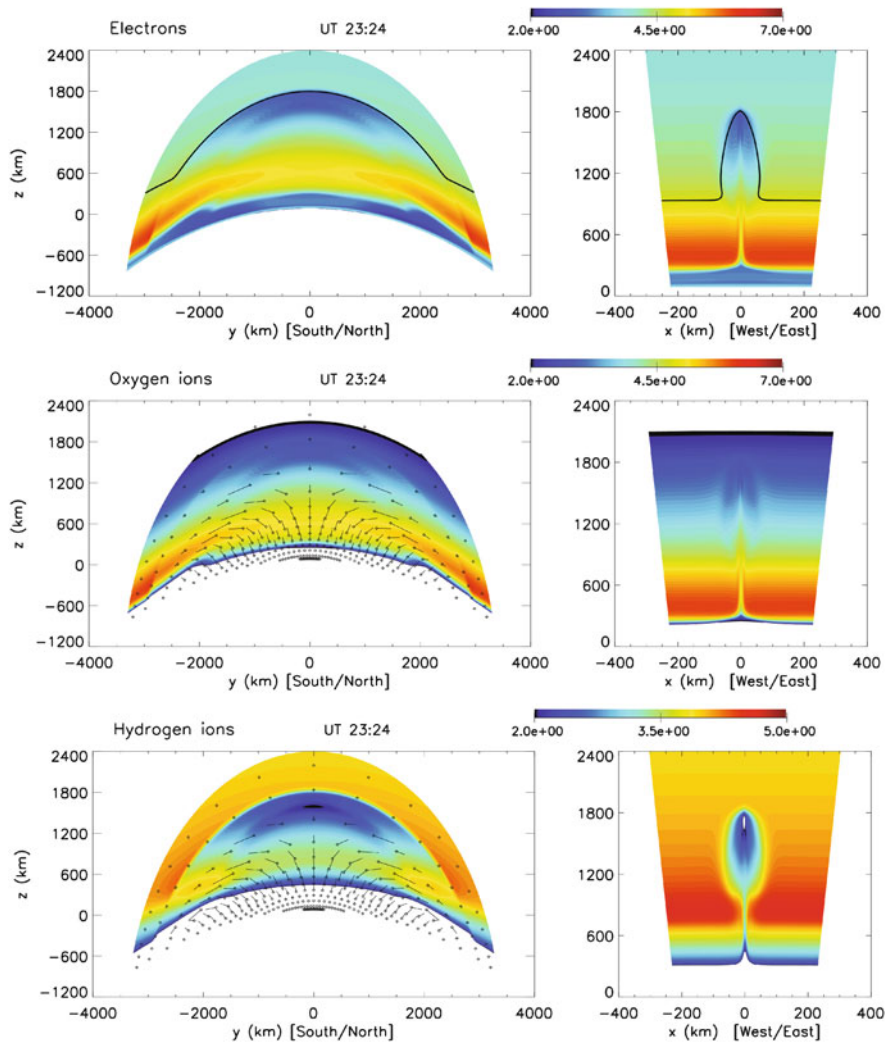 Electrons
UT 23:24
2.0e+00 4.5e+00 7.0e+00
z (km)
2400
1800
1200
600
0
−600
−1200
−4000 −2000 0 2000 4000
y (km) [South/North]
z (km)
2400
1800
1200
600
0
−400 −200 0 200 400
x (km) [West/East]
Oxygen ions
UT 23:24
2.0e+00 4.5e+00 7.0e+00
z (km)
2400
1800
1200
600
0
−600
−1200
−4000 −2000 0 2000 4000
y (km) [South/North]
z (km)
2400
1800
1200
600
0
−400 −200 0 200 400
x (km) [West/East]
Hydrogen ions
UT 23:24
2.0e+00 3.5e+00 5.0e+00
z (km)
2400
1800
1200
600
0
−600
−1200
−4000 −2000 0 2000 4000
y (km) [South/North]
z (km)
2400
1800
1200
600
0
−400 −200 0 200 400
x (km) [West/East]